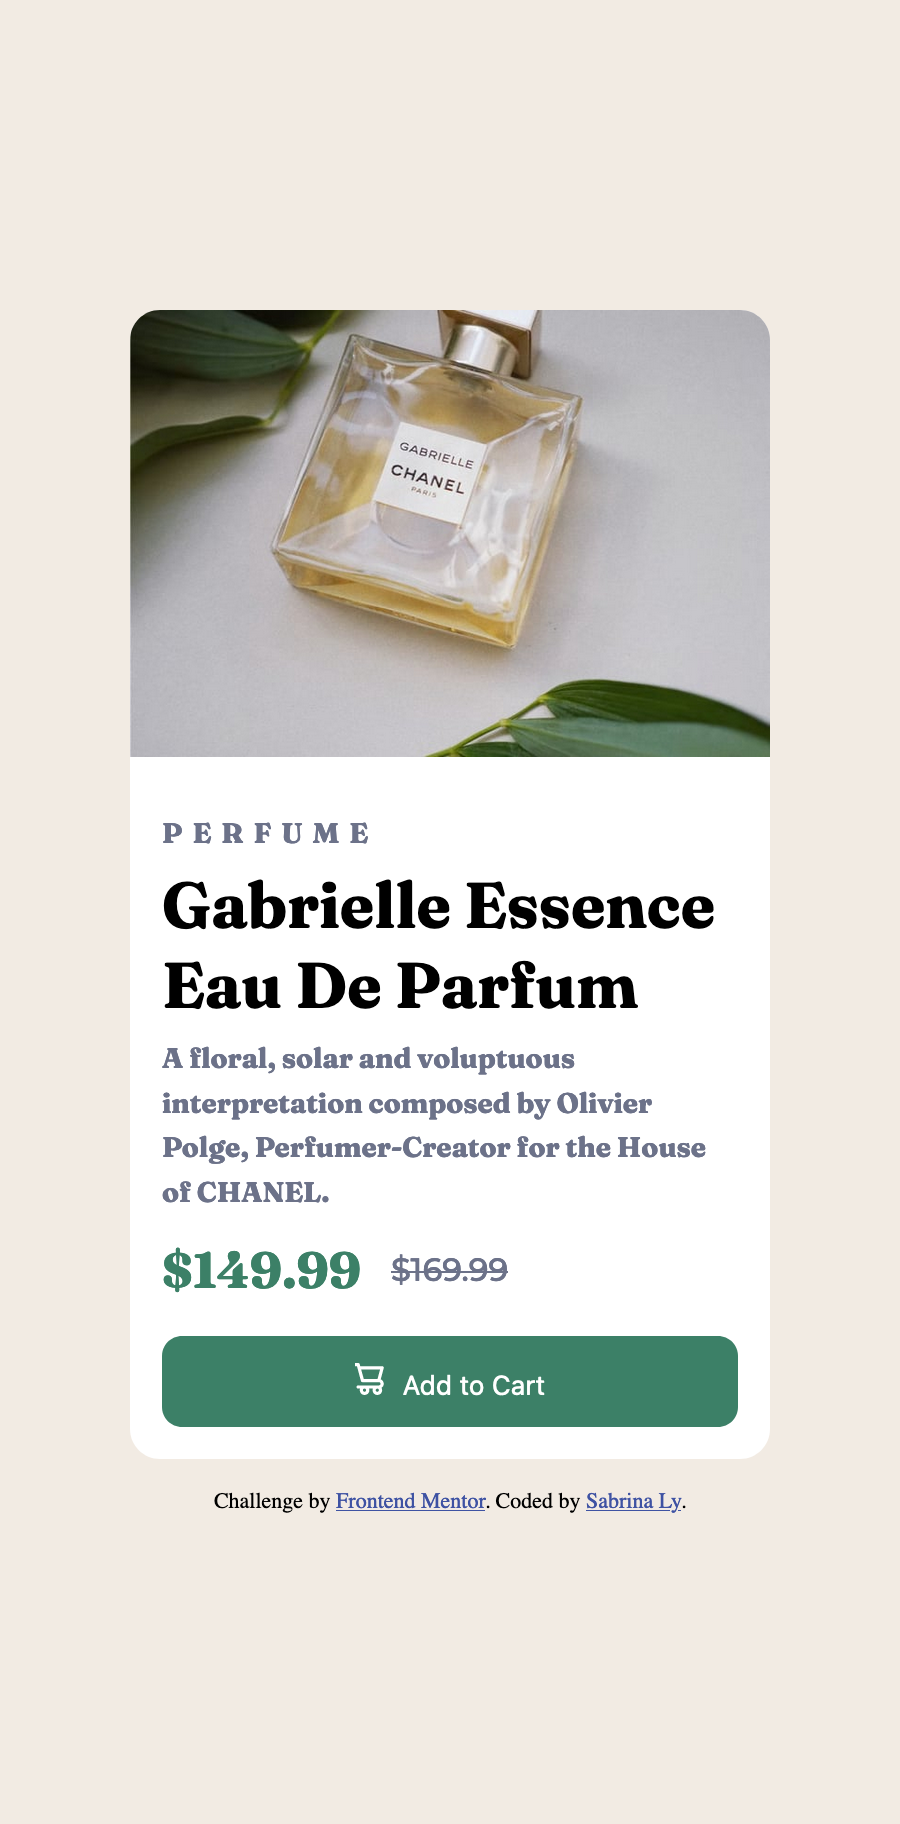 GABRIELLE
CHANEL
PARIS
PERFUME
Gabrielle Essence
Eau De Parfum
A floral, solar and voluptuous
interpretation composed by Olivier
Polge, Perfumer-Creator for the House
of CHANEL.
$149.99 $169.99
Add to Cart
Challenge by Frontend Mentor. Coded by Sabrina Ly.